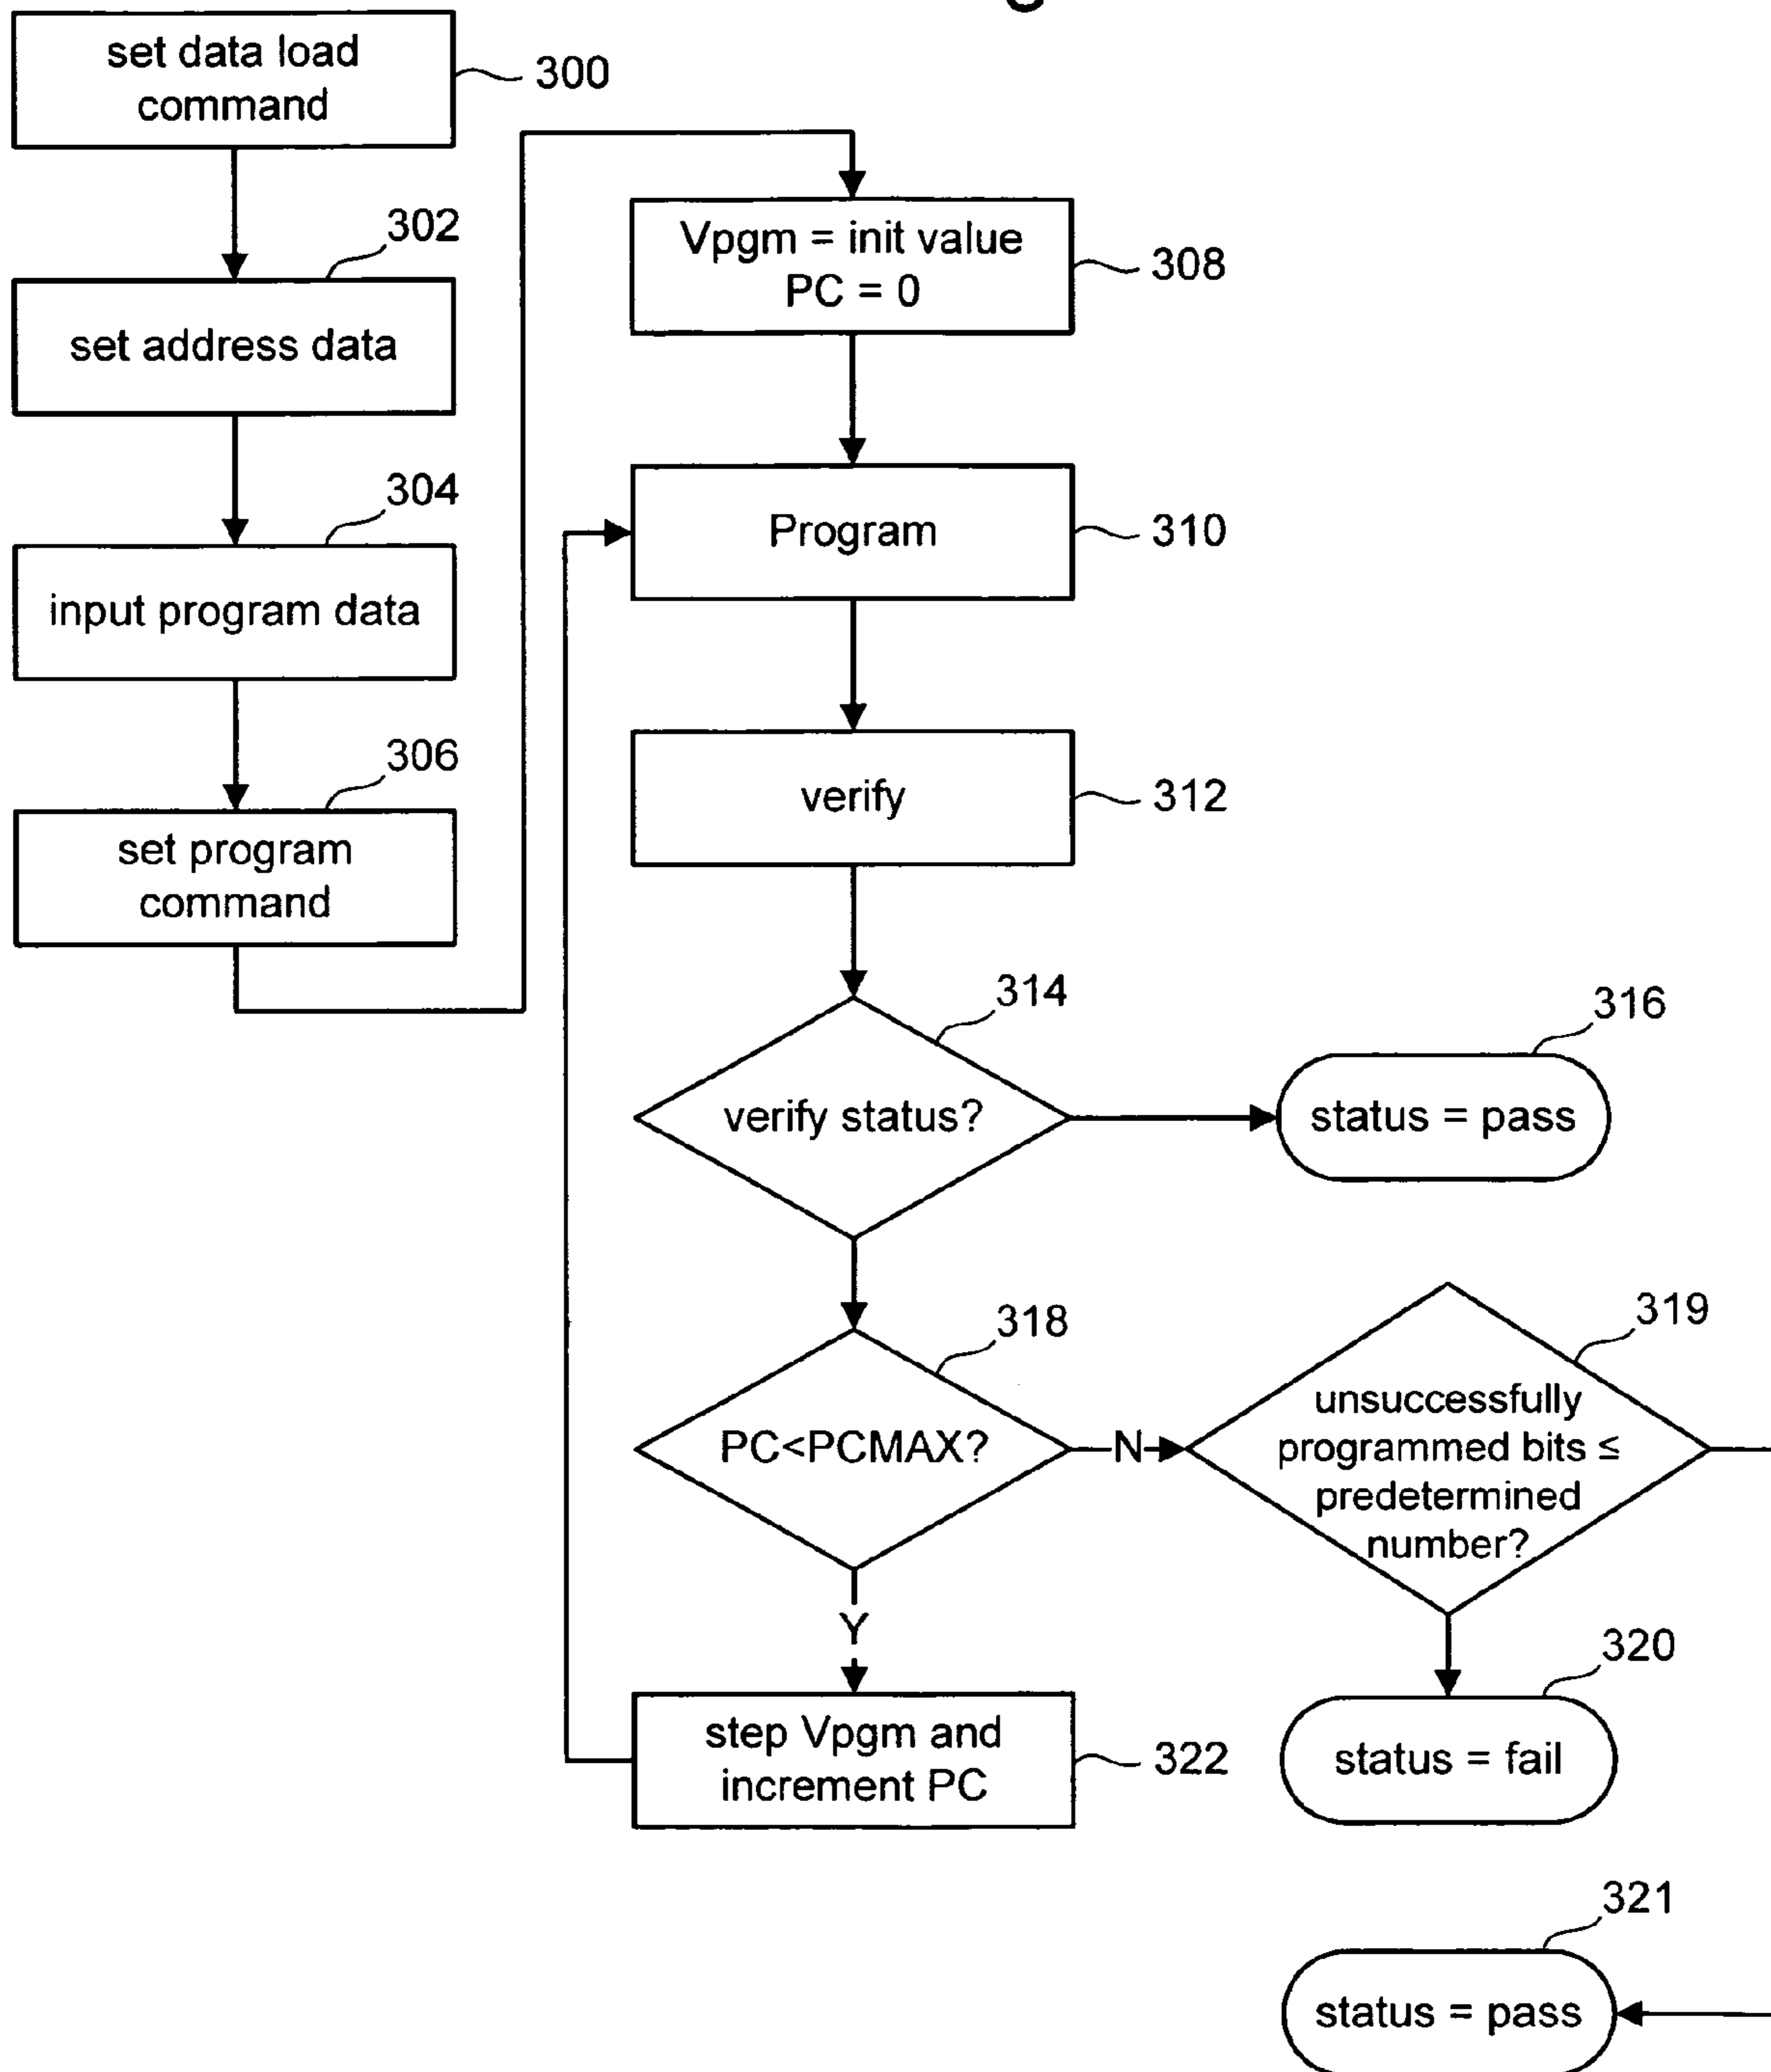 set data load
command
300
302
set address data
304
input program data
306
set program
command
Vpgm = init value
PC = 0
308
Program
310
verify
312
314
verify status?
316
status = pass
318
PC<PCMAX?
N
319
unsuccessfully
programmed bits ≤
predetermined
number?
Y
320
status = fail
step Vpgm and
increment PC
322
321
status = pass